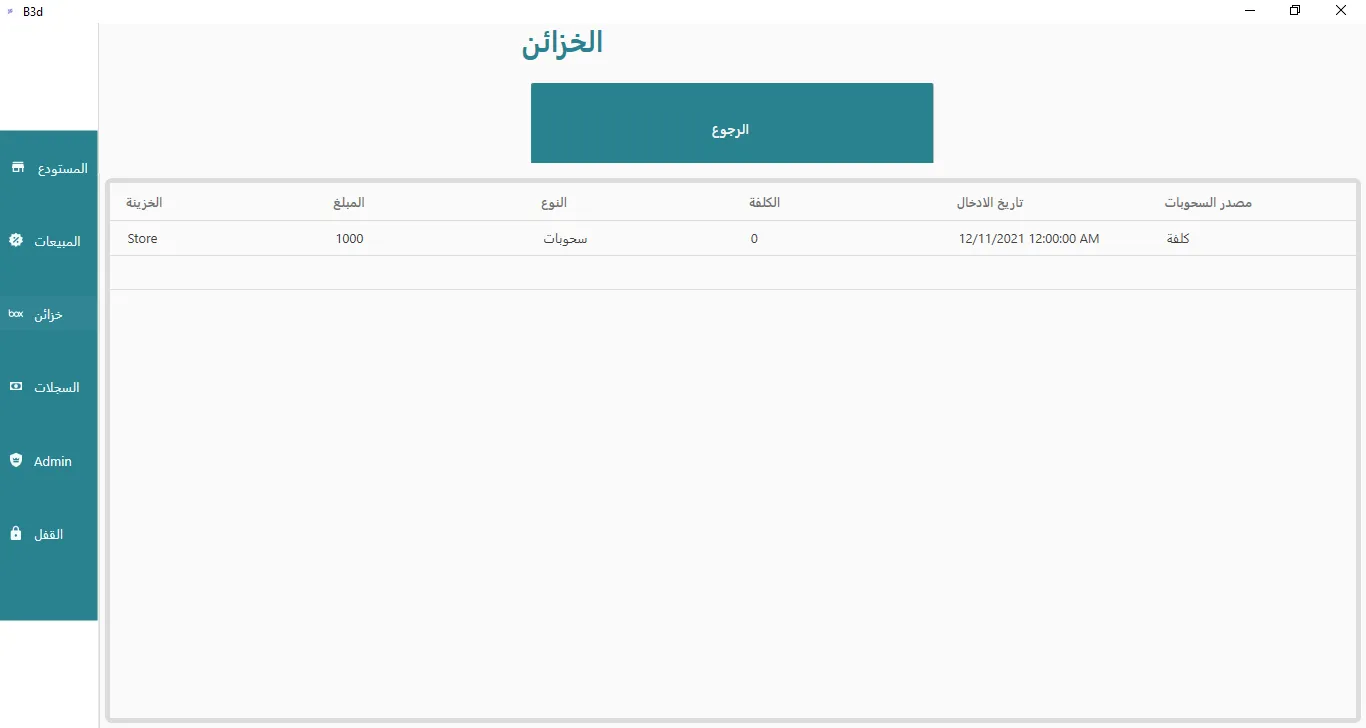 B3d
الخزائن
الرجوع
المستودع
المبيعات
box خزائن
السجلات
Admin
القفل
الخزينة المبلغ النوع الكلفة تاريخ الادخال مصدر السحوبات
Store 1000 سحوبات 0 12/11/2021 12:00:00 AM كلفة